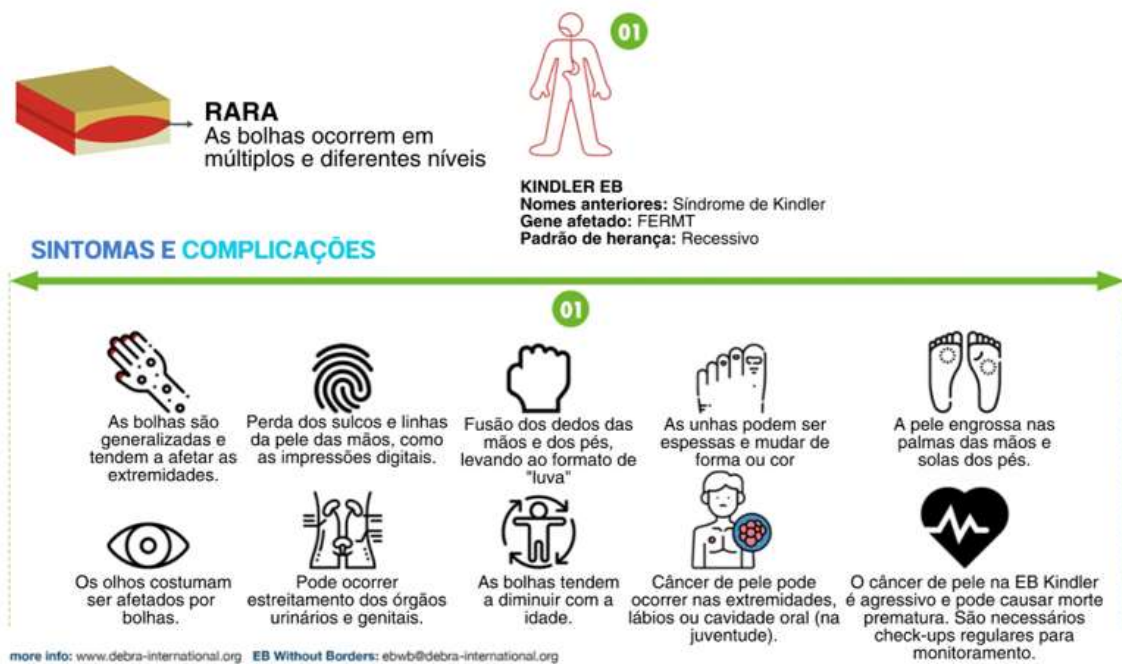 01
RARA
As bolhas ocorrem em
múltiplos e diferentes níveis
KINDLER EB
Nomes anteriores: Síndrome de Kindler
Gene afetado: FERMT
Padrão de herança: Recessivo
SINTOMAS E COMPLICAÇÕES
01
As bolhas são
generalizadas e
tendem a afetar as
extremidades.
Perda dos sulcos e linhas
da pele das mãos, como
as impressões digitais.
Fusão dos dedos das
mãos e dos pés,
levando ao formato de
"luva"
As unhas podem ser
espessas e mudar de
forma ou cor
A pele engrossa nas
palmas das mãos e
solas dos pés.
Os olhos costumam
ser afetados por
bolhas.
Pode ocorrer
estreitamento dos órgãos
urinários e genitais.
As bolhas tendem
a diminuir com a
idade.
Câncer de pele pode
ocorrer nas extremidades,
lábios ou cavidade oral (na
juventude).
O câncer de pele na EB Kindler
é agressivo e pode causar morte
prematura. São necessários
check-ups regulares para
monitoramento.
more info: www.debra-international.org EB Without Borders: ebwb@debra-international.org